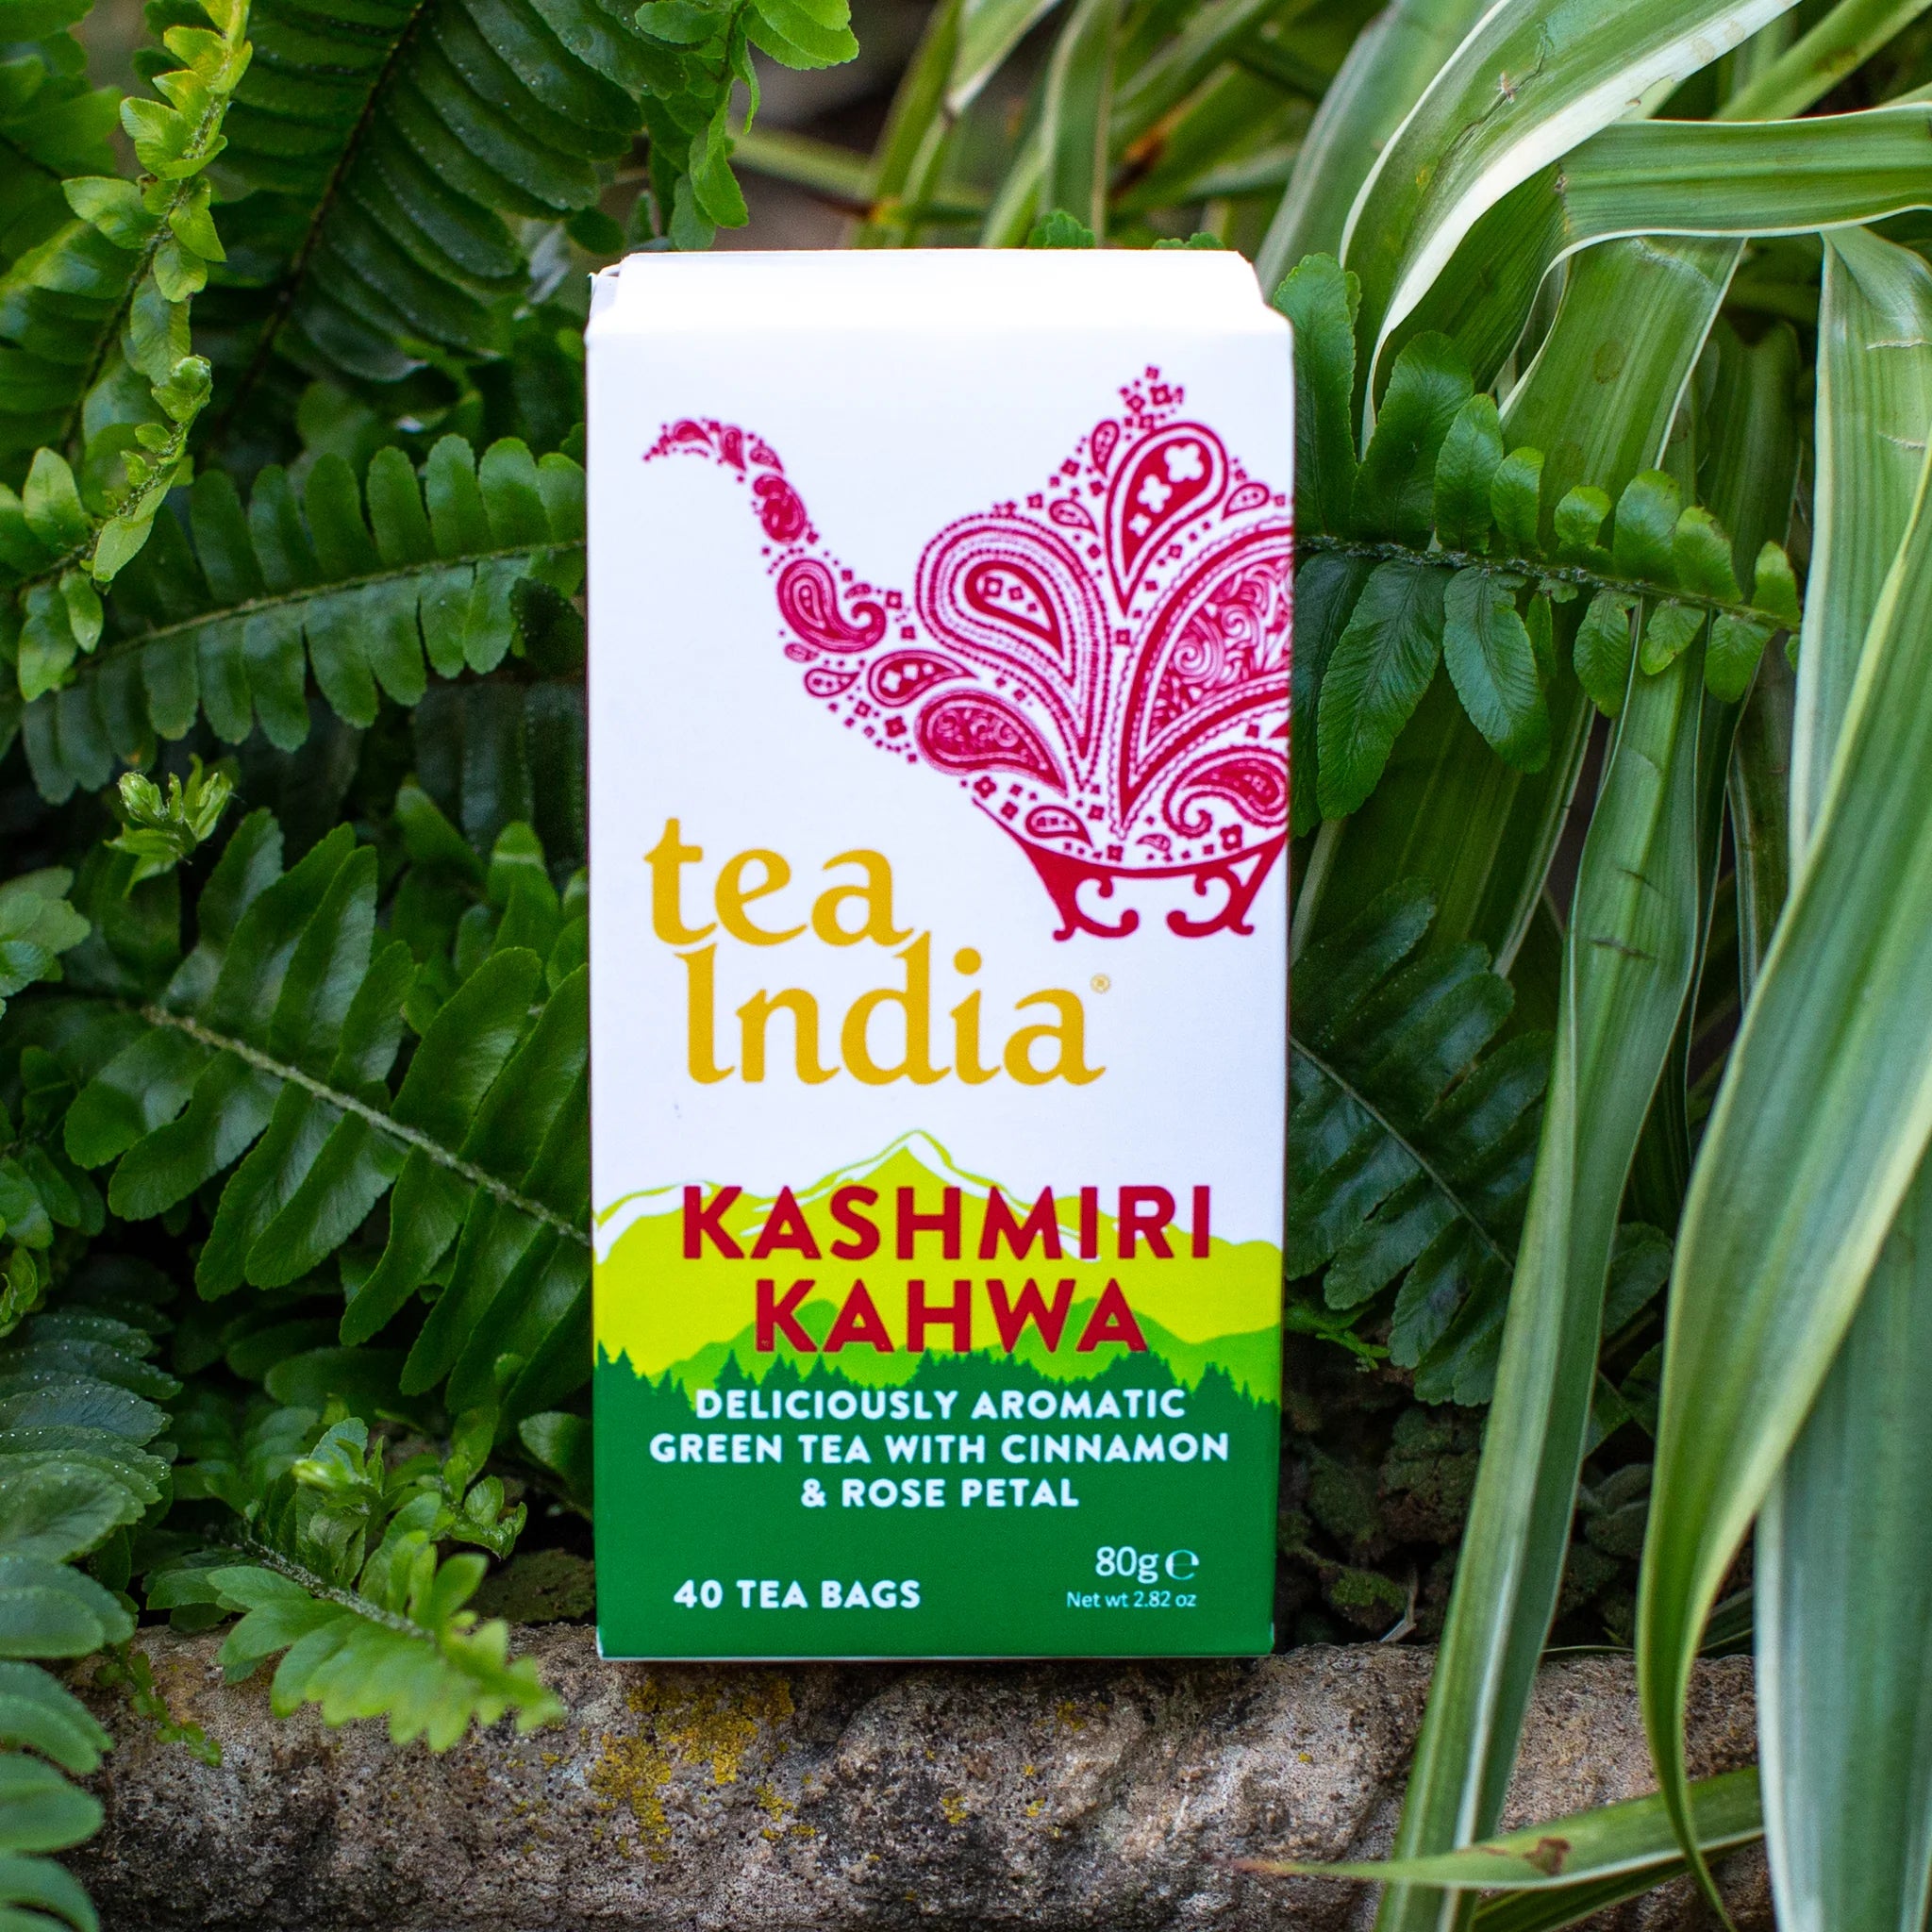 tea
India®
KASHMIRI
KAHWA
DELICIOUSLY AROMATIC
GREEN TEA WITH CINNAMON
& ROSE PETAL
80g ℮
40 TEA BAGS
Net wt 2.82 oz